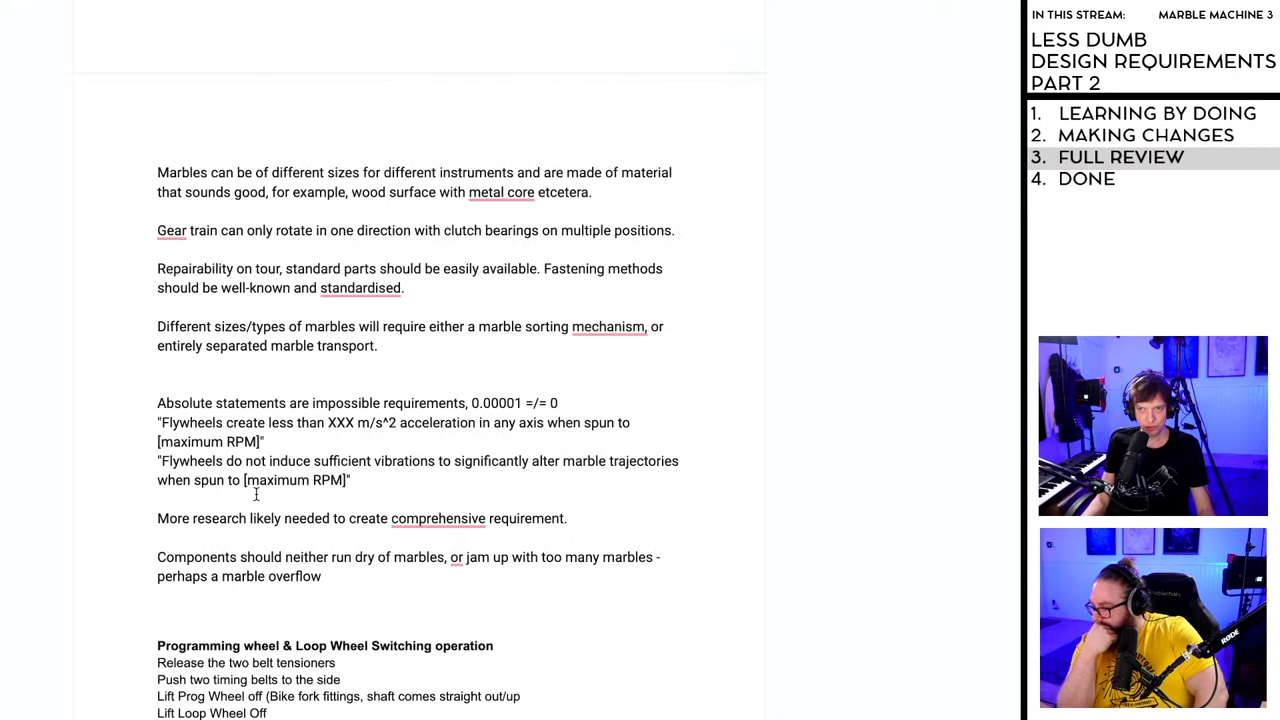 Marbles can be of different sizes for different instruments and are made of material
that sounds good, for example, wood surface with metal core etcetera.
Gear train can only rotate in one direction with clutch bearings on multiple positions.
Repairability on tour, standard parts should be easily available. Fastening methods
should be well-known and standardised.
Different sizes/types of marbles will require either a marble sorting mechanism, or
entirely separated marble transport.
Absolute statements are impossible requirements, 0.00001 =/= 0
"Flywheels create less than XXX m/s^2 acceleration in any axis when spun to
[maximum RPM]"
"Flywheels do not induce sufficient vibrations to significantly alter marble trajectories
when spun to [maximum RPM]"
More research likely needed to create comprehensive requirement.
Components should neither run dry of marbles, or jam up with too many marbles -
perhaps a marble overflow
Programming wheel & Loop Wheel Switching operation
Release the two belt tensioners
Push two timing belts to the side
Lift Prog Wheel off (Bike fork fittings, shaft comes straight out/up
Lift Loop Wheel Off
IN THIS STREAM: MARBLE MACHINE 3
LESS DUMB
DESIGN REQUIREMENTS
PART 2
1. LEARNING BY DOING
2. MAKING CHANGES
3. FULL REVIEW
4. DONE
RØDE